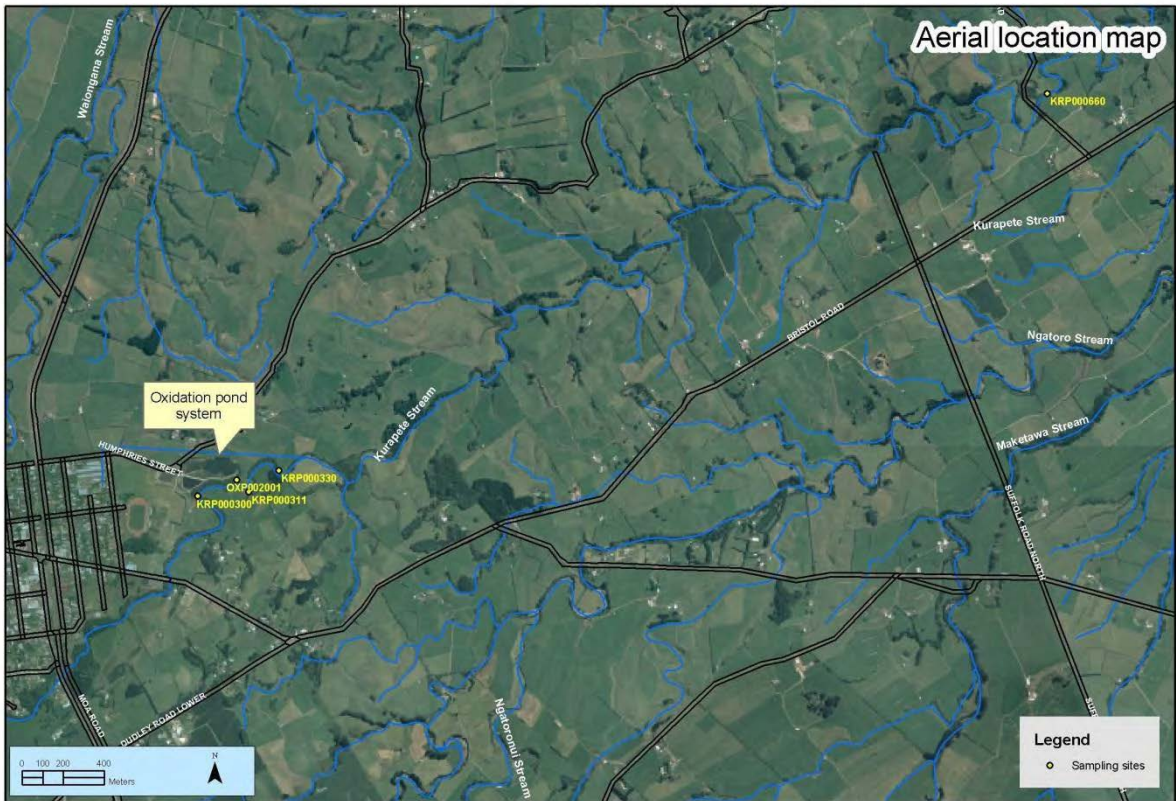 Aerial location map
Waiongana Stream
KRP000660
Kurapete Stream
Ngatoro Stream
BRISTOL ROAD
Oxidation pond
system
Kurapete Stream
Maketawa Stream
HUMPHRIES STREET
KRP000330
OXP002001
KRP000300
KRP000311
SUFFOLK ROAD NORTH
MOA ROAD
DUDLEY ROAD LOWER
Ngatoronui Stream
Legend
Sampling sites
N
0 100 200 400
Meters